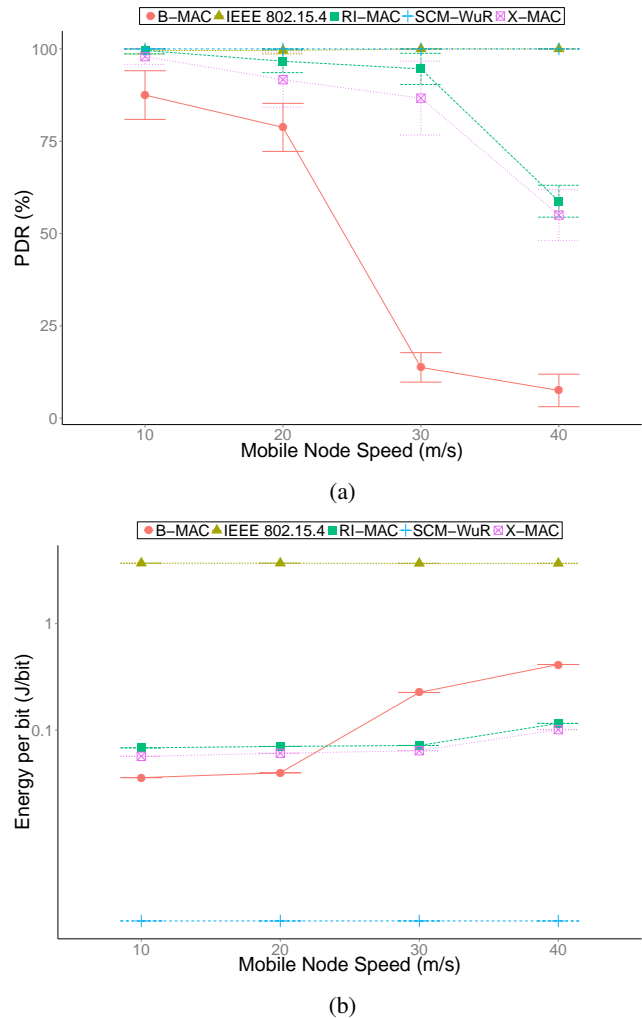 B−MAC IEEE 802.15.4 RI−MAC SCM−WuR X−MAC
100
75
50
25
0
PDR (%)
10 20 30 40
Mobile Node Speed (m/s)
(a)
B−MAC IEEE 802.15.4 RI−MAC SCM−WuR X−MAC
1
0.1
Energy per bit (J/bit)
10 20 30 40
Mobile Node Speed (m/s)
(b)